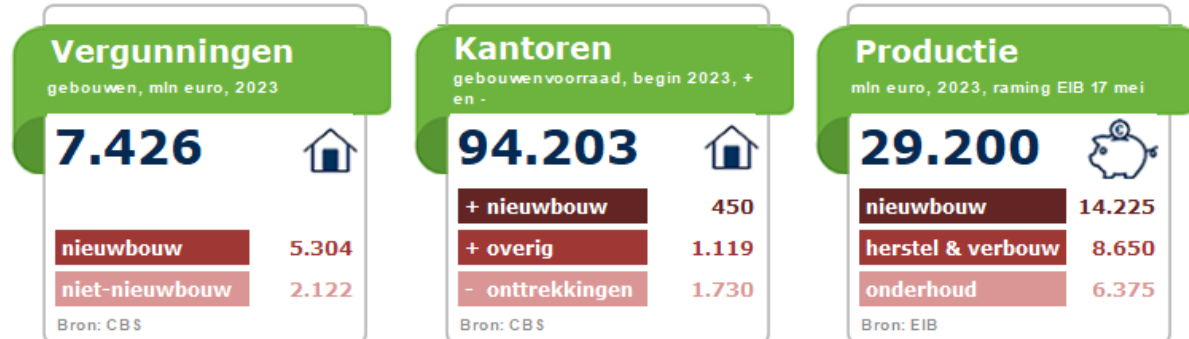 Vergunningen
gebouwen, mln euro, 2023
7.426
nieuwbouw 5.304
niet-nieuwbouw 2.122
Bron: CBS
Kantoren
gebouwenvoorraad, begin 2023, +
en -
94.203
+ nieuwbouw 450
+ overig 1.119
- onttrekkingen 1.730
Bron: CBS
Productie
mln euro, 2023, raming EIB 17 mei
29.200
€
nieuwbouw 14.225
herstel & verbouw 8.650
onderhoud 6.375
Bron: EIB